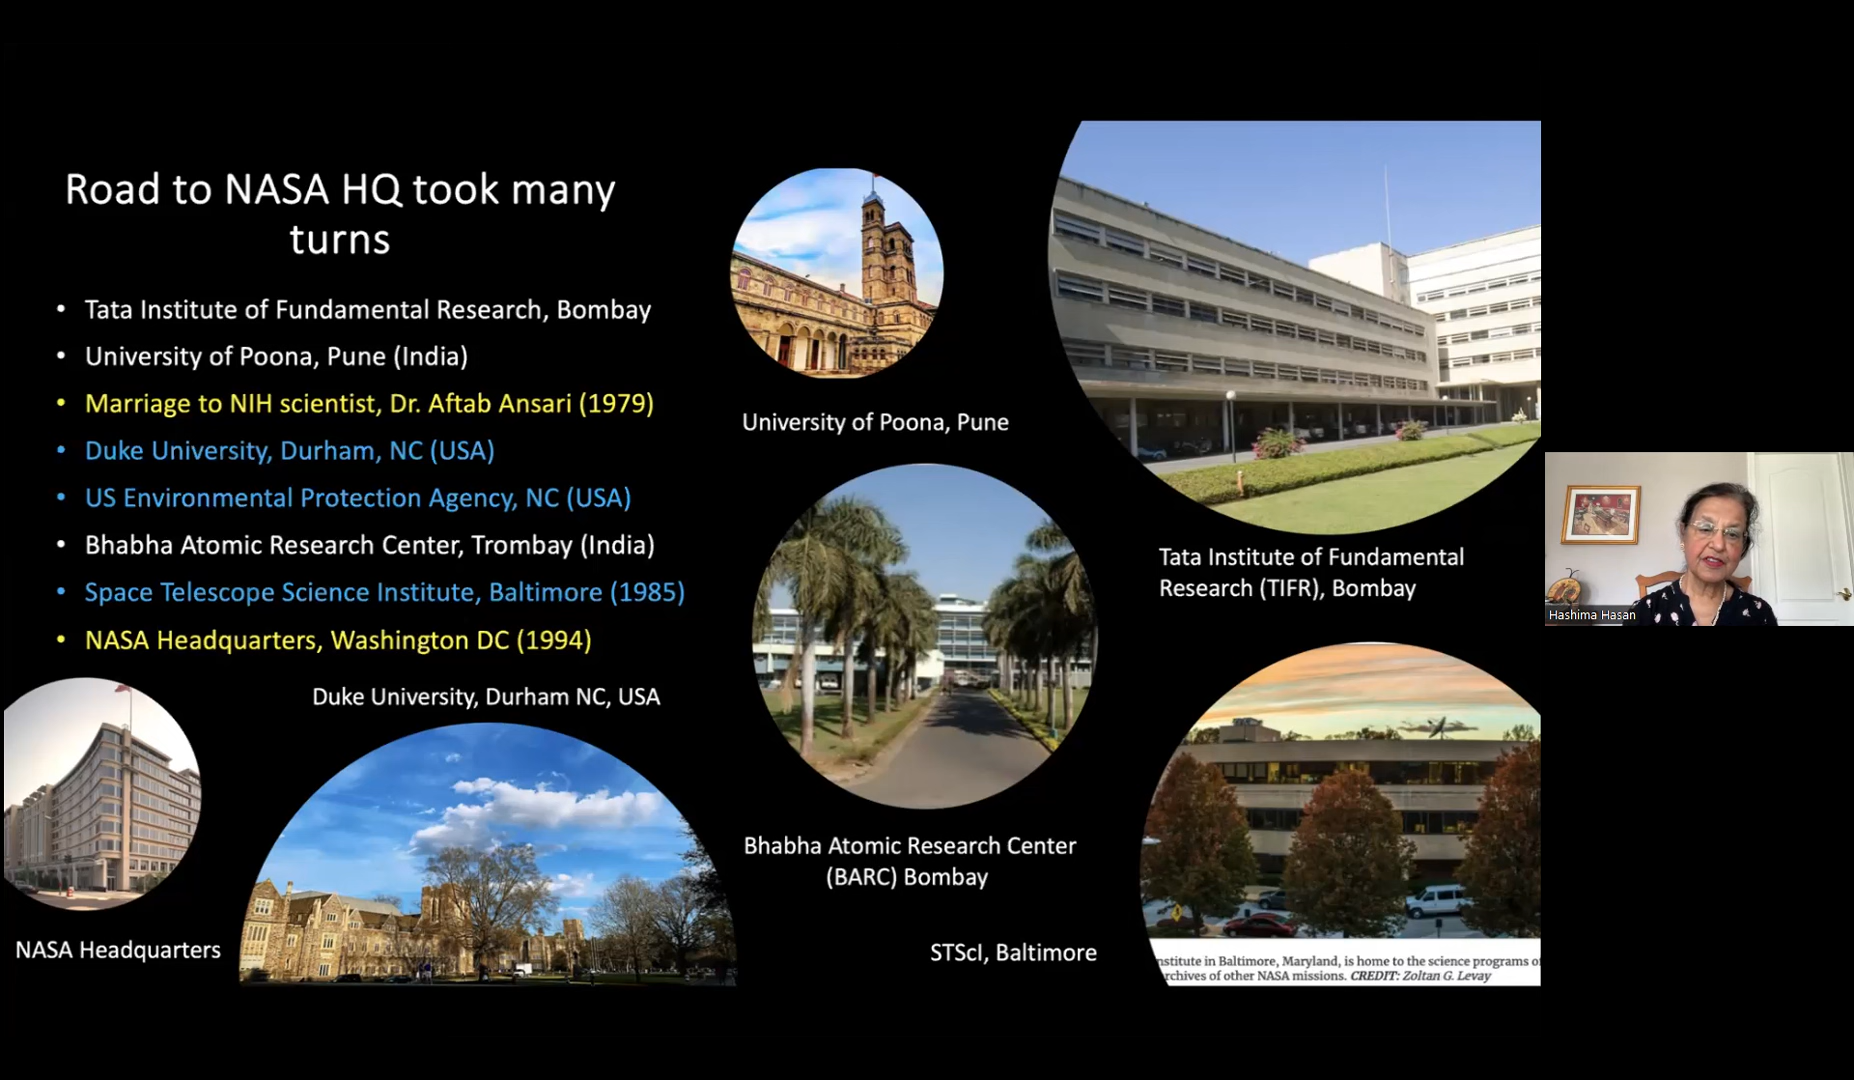 Road to NASA HQ took many
turns
• Tata Institute of Fundamental Research, Bombay
• University of Poona, Pune (India)
• Marriage to NIH scientist, Dr. Aftab Ansari (1979)
• Duke University, Durham, NC (USA)
• US Environmental Protection Agency, NC (USA)
• Bhabha Atomic Research Center, Trombay (India)
• Space Telescope Science Institute, Baltimore (1985)
• NASA Headquarters, Washington DC (1994)
Duke University, Durham NC, USA
NASA Headquarters
University of Poona, Pune
Bhabha Atomic Research Center
(BARC) Bombay
STScI, Baltimore
Tata Institute of Fundamental
Research (TIFR), Bombay
nstitute in Baltimore, Maryland, is home to the science programs of
rchives of other NASA missions. CREDIT: Zoltan G. Levay
Hashima Hasan